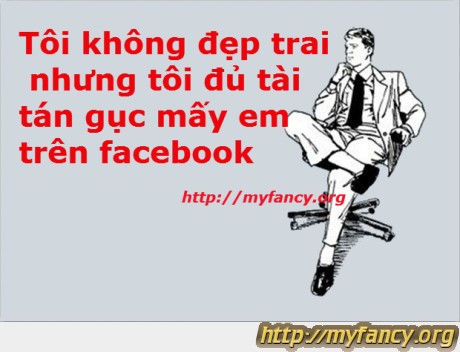 Tôi không đẹp trai
nhưng tôi đủ tài
tán gục mấy em
trên facebook
http://myfancy.org
http://myfancy.org